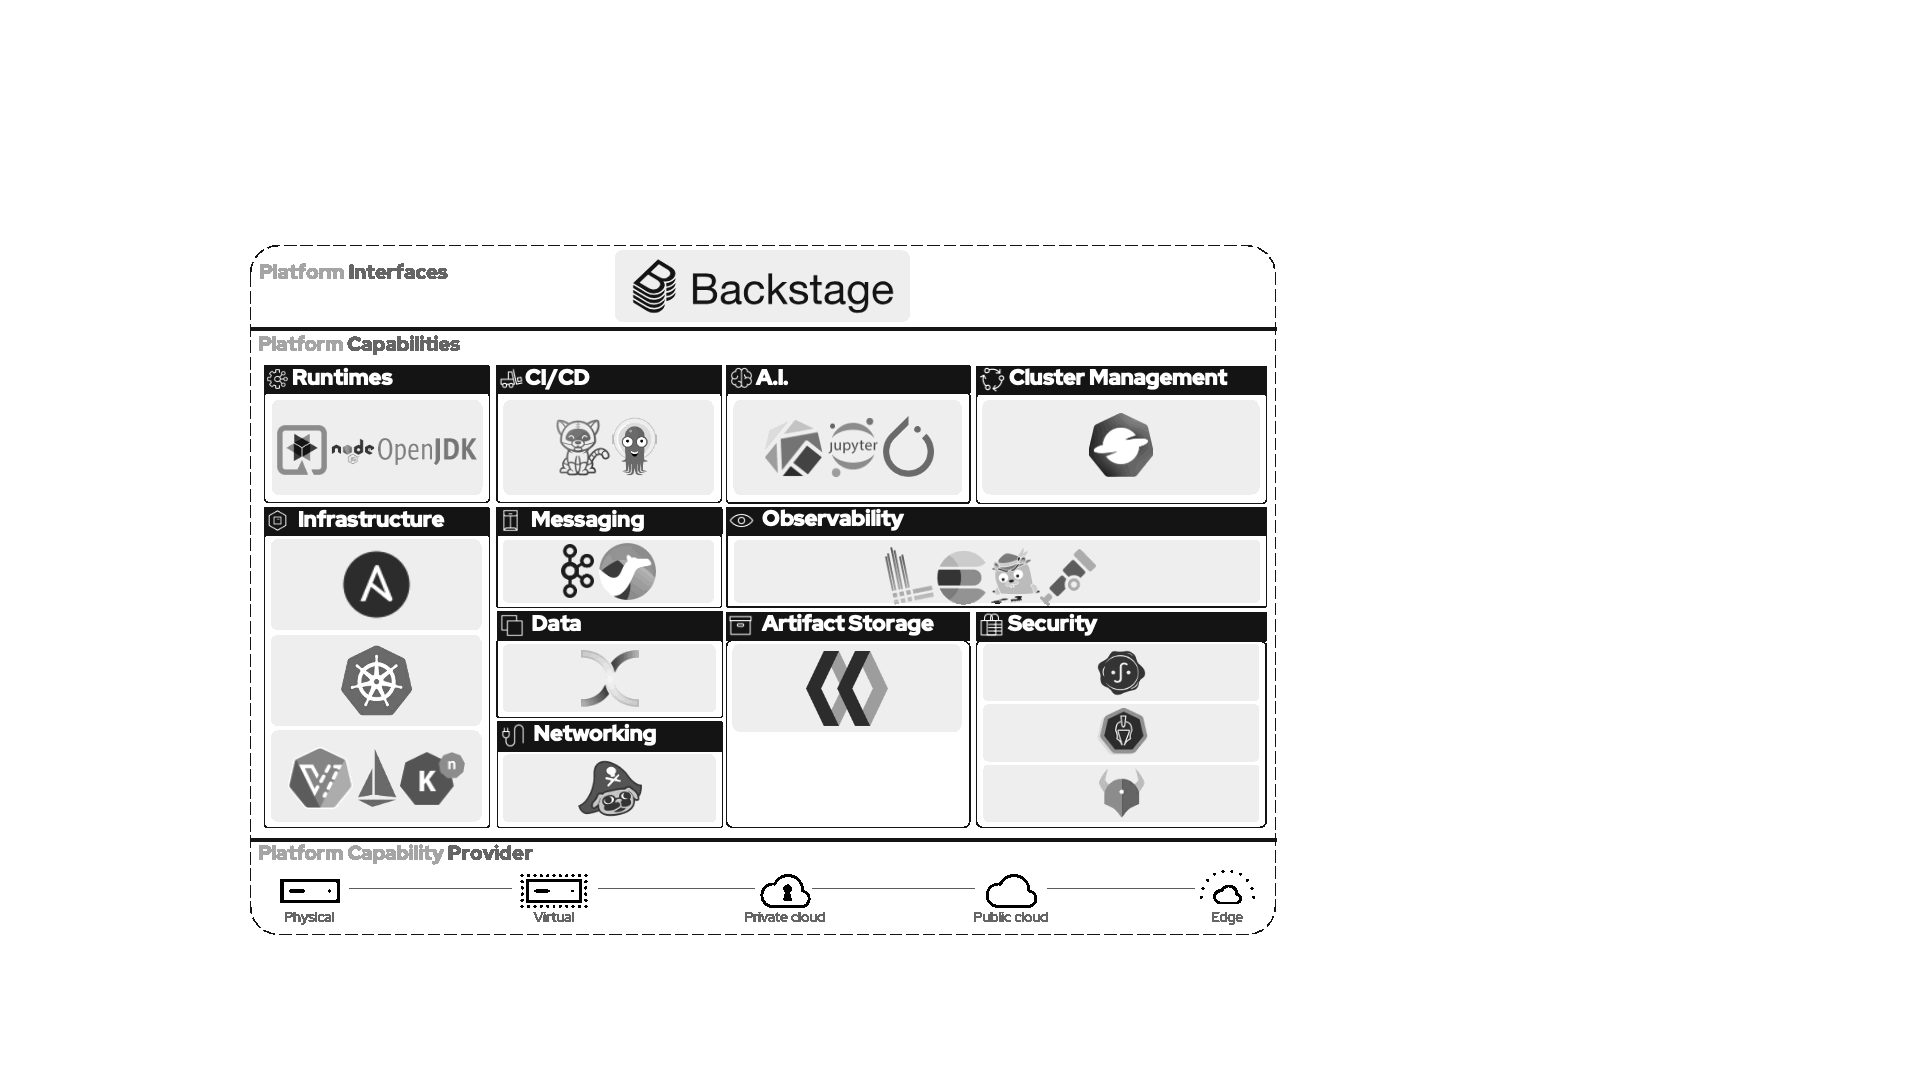 Platform Interfaces
Backstage
Platform Capabilities
Runtimes
CI/CD
A.I.
Cluster Management
node
JS
OpenJDK
jupyter
Infrastructure
Messaging
Observability
Data
Artifact Storage
Security
Networking
K
n
Platform Capability Provider
Physical
Virtual
Private cloud
Public cloud
Edge